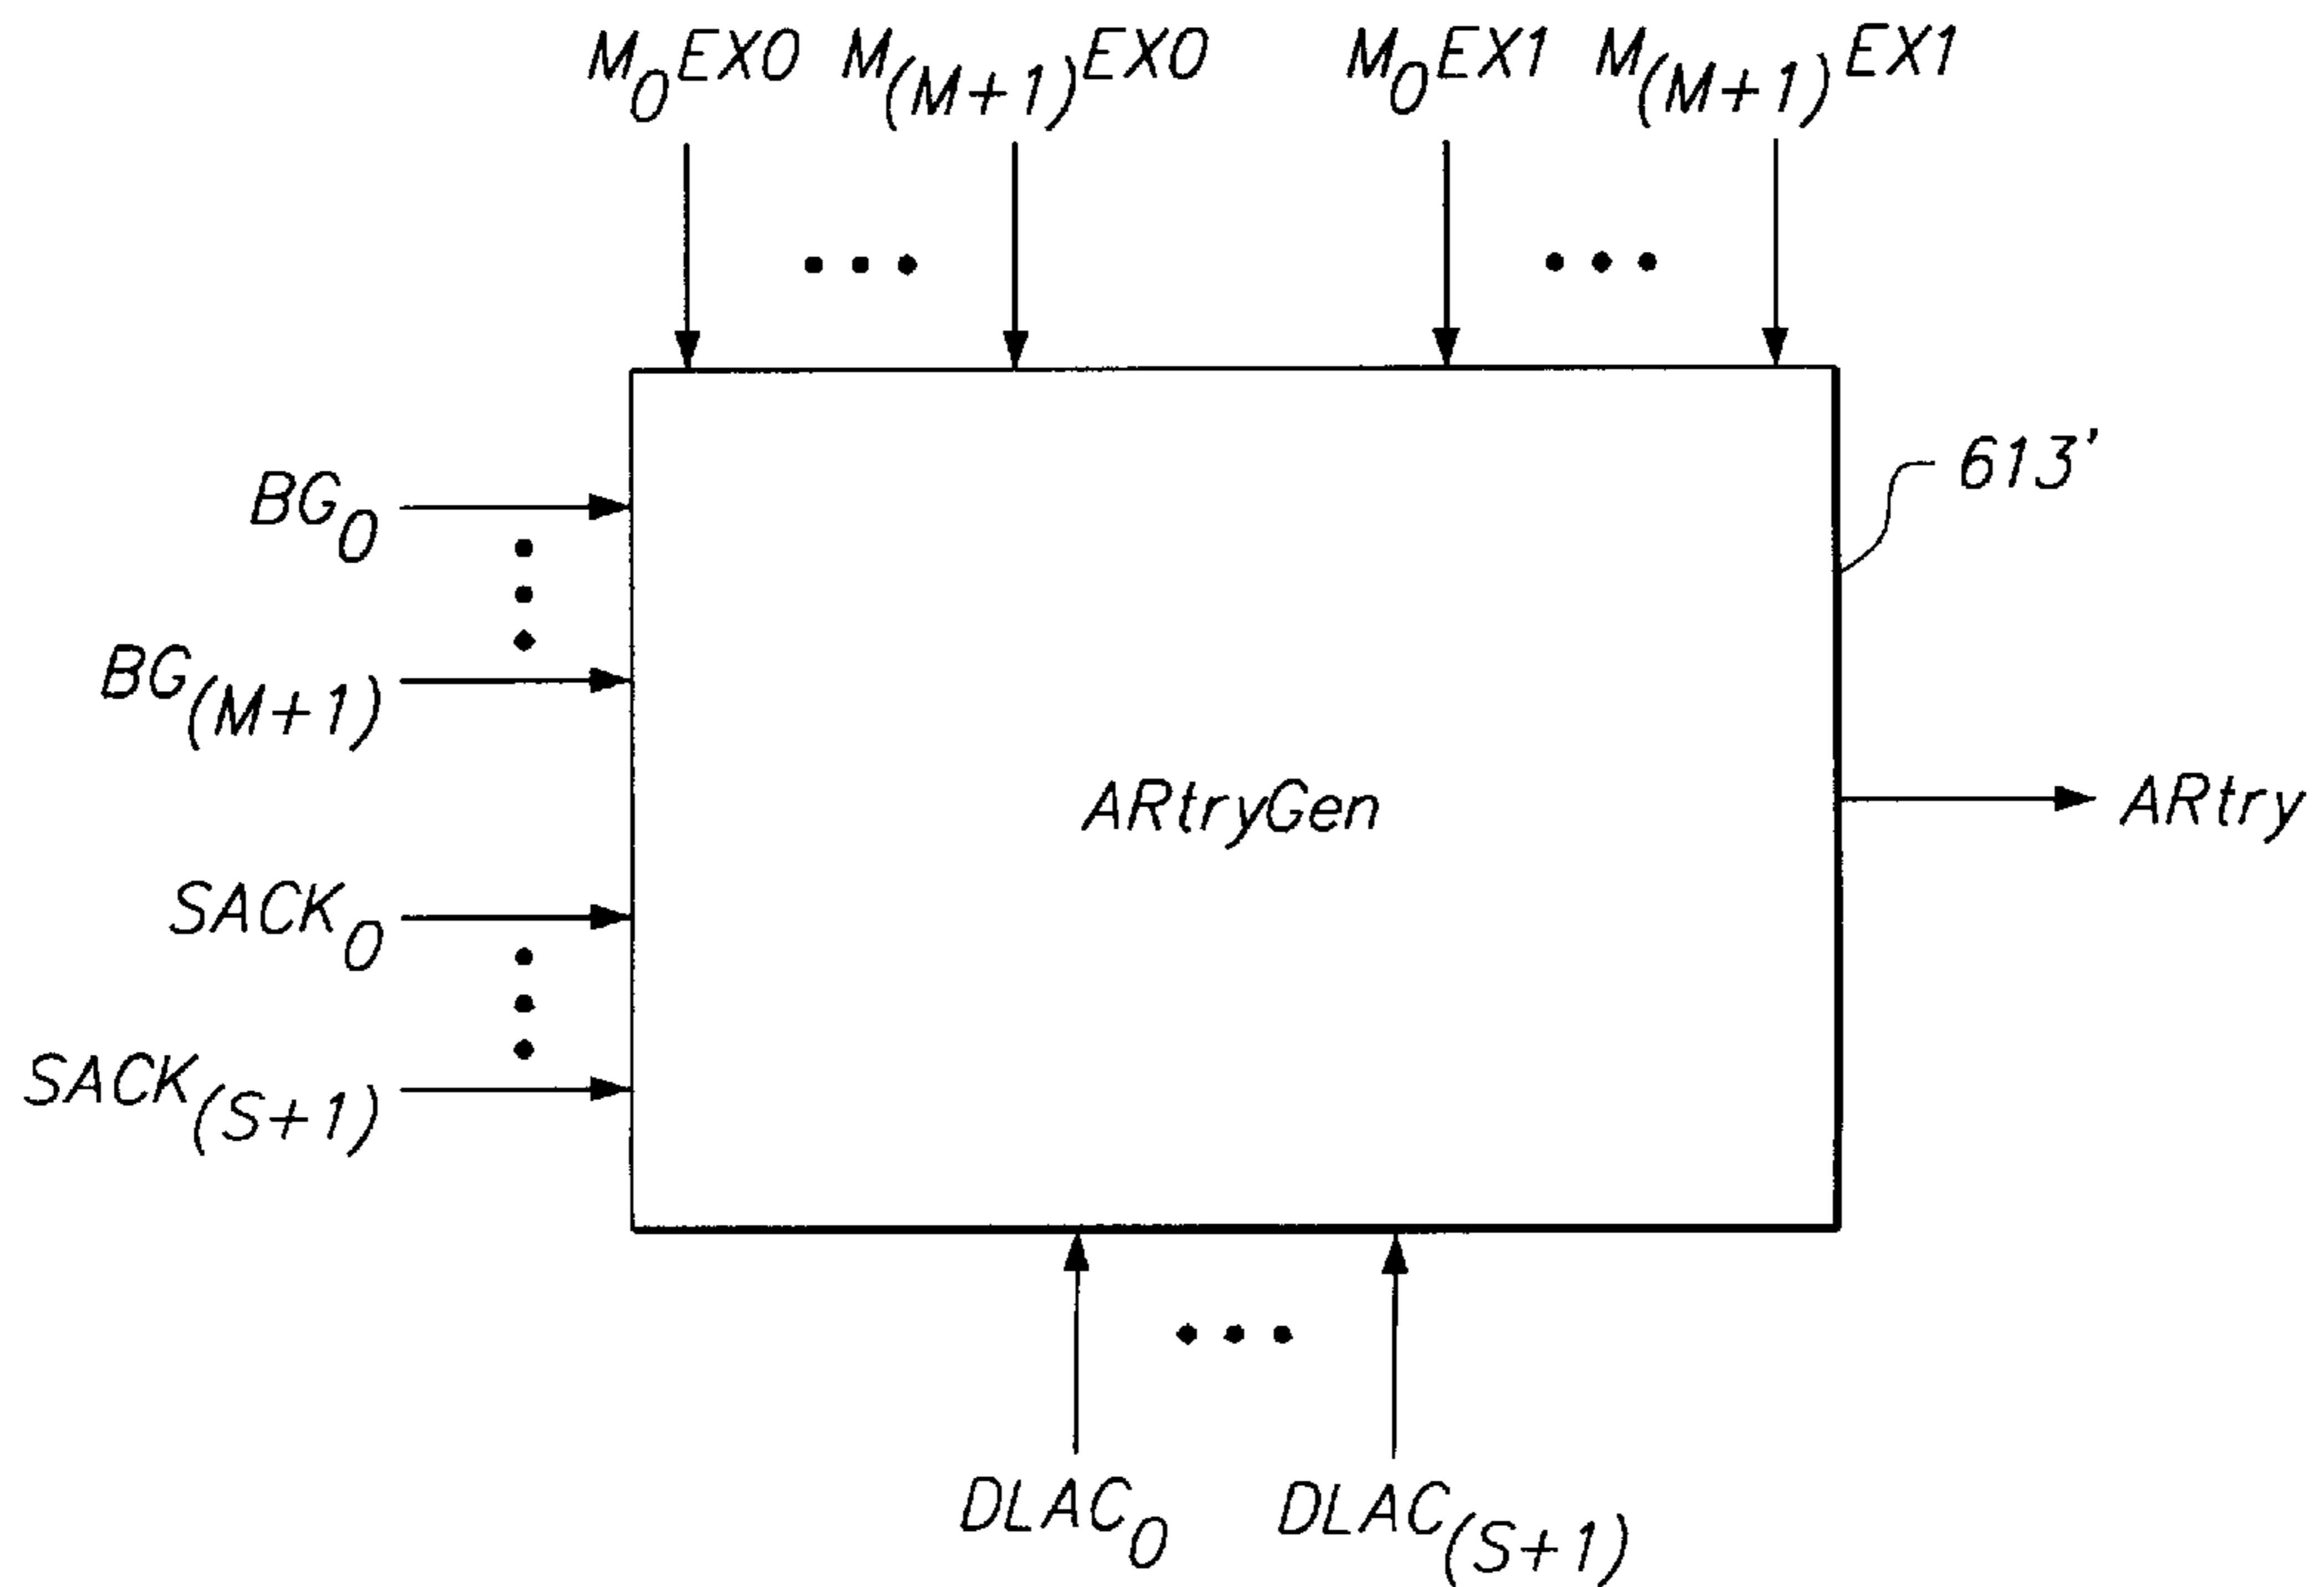 M₀EX0 M₍M+1₎EX0 M₀EX1 M₍M+1₎EX1
613'
BG₀
BG₍M+1₎
ARtryGen
ARtry
SACK₀
SACK₍S+1₎
DLAC₀ DLAC₍S+1₎